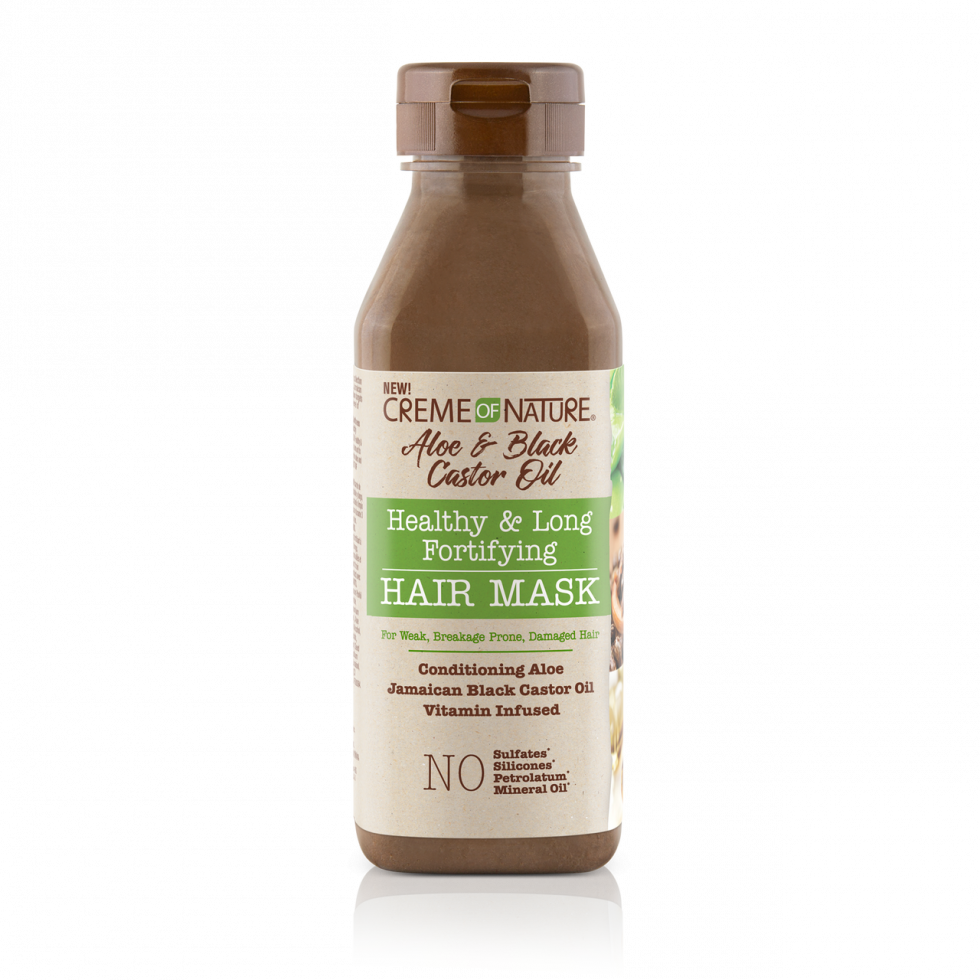 NEW!
CREME OF NATURE®
Aloe & Black
Castor Oil
Healthy & Long
Fortifying
HAIR MASK
For Weak, Breakage Prone, Damaged Hair
Conditioning Aloe
Jamaican Black Castor Oil
Vitamin Infused
NO
Sulfates*
Silicones*
Petrolatum*
Mineral Oil*